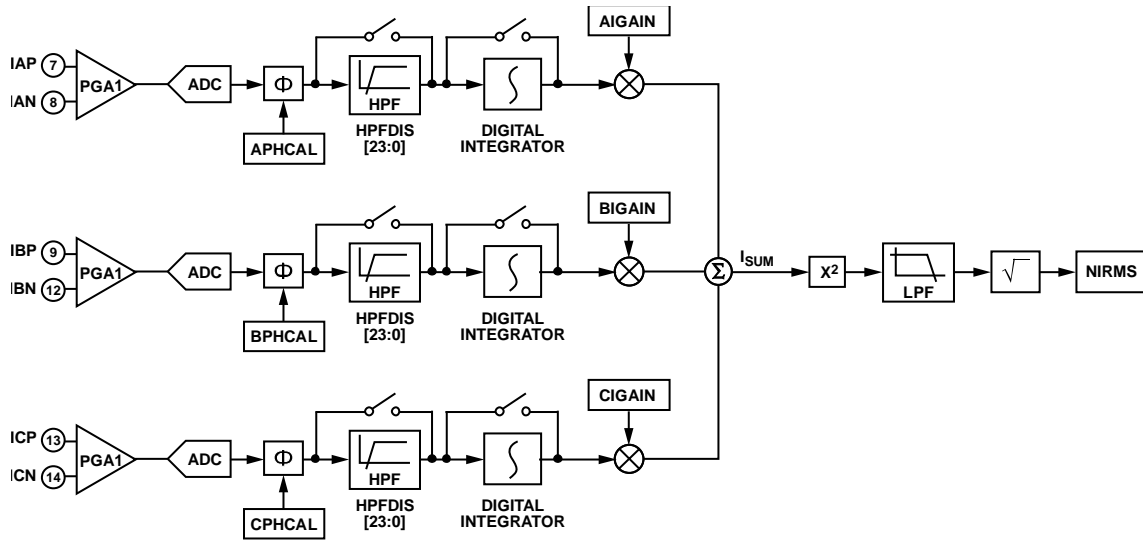 AIGAIN
IAP 7
IAN 8
PGA1
ADC
Φ
HPF
APHCAL
HPFDIS
[23:0]
DIGITAL
INTEGRATOR
BIGAIN
IBP 9
IBN 12
PGA1
ADC
Φ
HPF
BPHCAL
HPFDIS
[23:0]
DIGITAL
INTEGRATOR
Σ
ISUM
X2
LPF
√
NIRMS
CIGAIN
ICP 13
ICN 14
PGA1
ADC
Φ
HPF
CPHCAL
HPFDIS
[23:0]
DIGITAL
INTEGRATOR